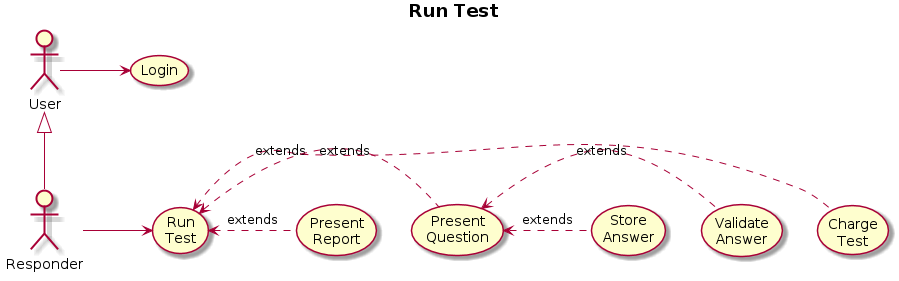 Run Test
Login
User
extends
extends
extends
Run
Test
extends
Present
Report
Present
Question
extends
Store
Answer
Validate
Answer
Charge
Test
Responder